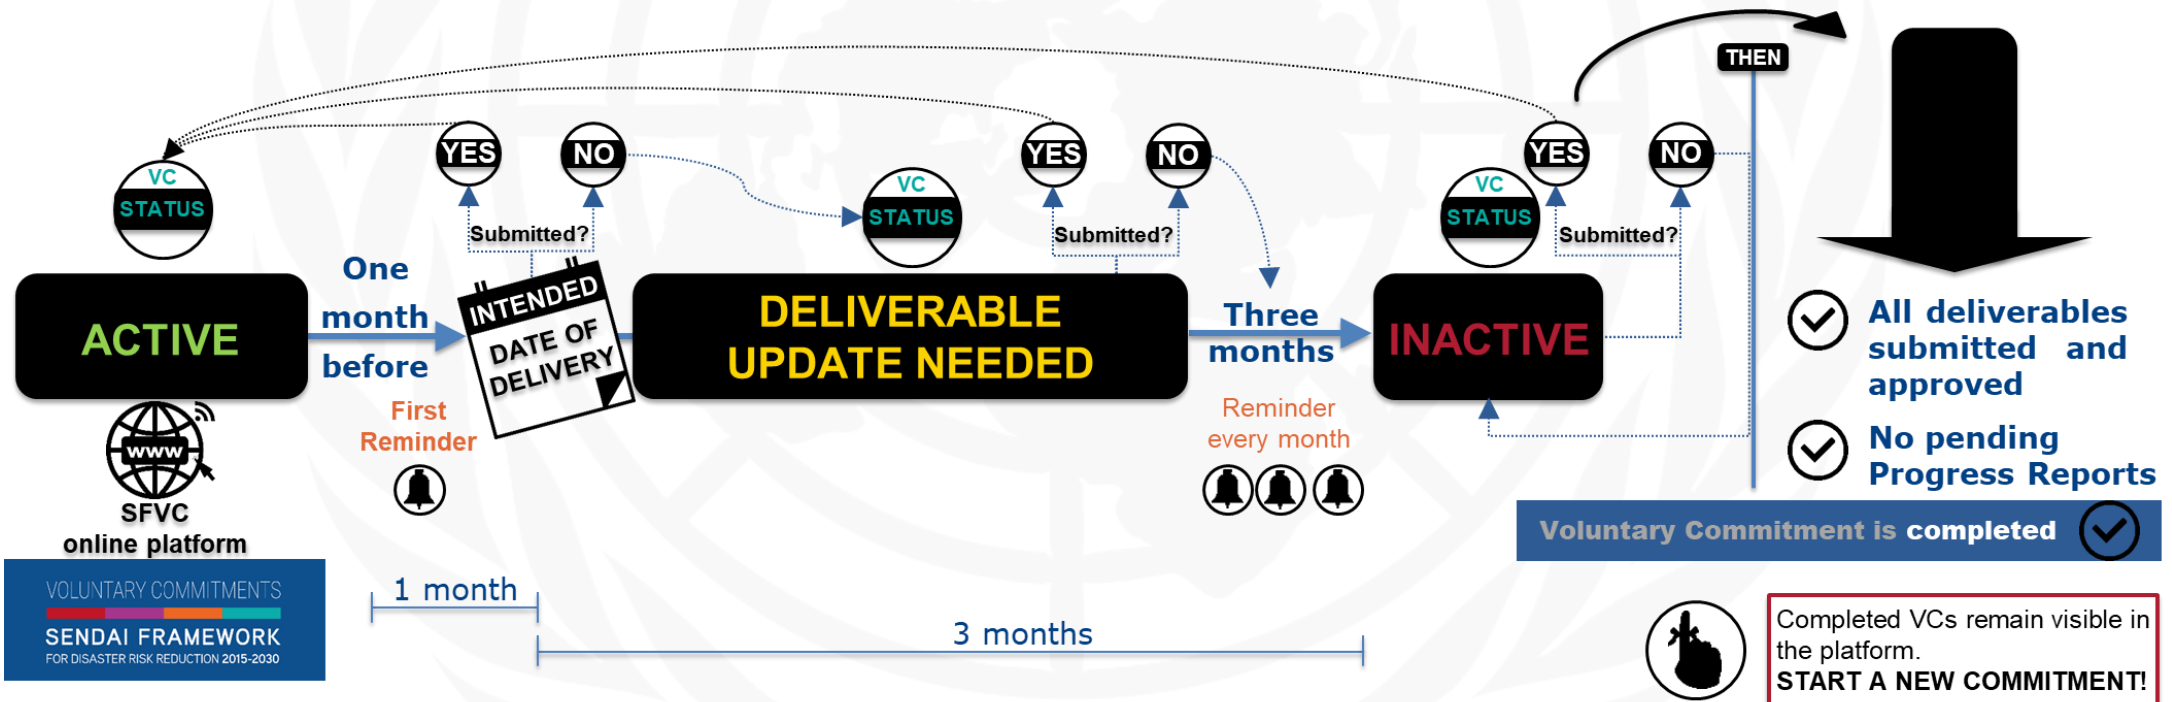 THEN
YES
NO
YES
NO
YES
NO
VC
STATUS
VC
STATUS
VC
STATUS
Submitted?
Submitted?
Submitted?
ACTIVE
One
month
before
First
Reminder
INTENDED
DATE OF
DELIVERY
DELIVERABLE
UPDATE NEEDED
Three
months
Reminder
every month
INACTIVE
All deliverables
submitted and
approved
No pending
Progress Reports
www
SFVC
online platform
Voluntary Commitment is completed
VOLUNTARY COMMITMENTS
SENDAI FRAMEWORK
FOR DISASTER RISK REDUCTION 2015-2030
1 month
3 months
Completed VCs remain visible in
the platform.
START A NEW COMMITMENT!